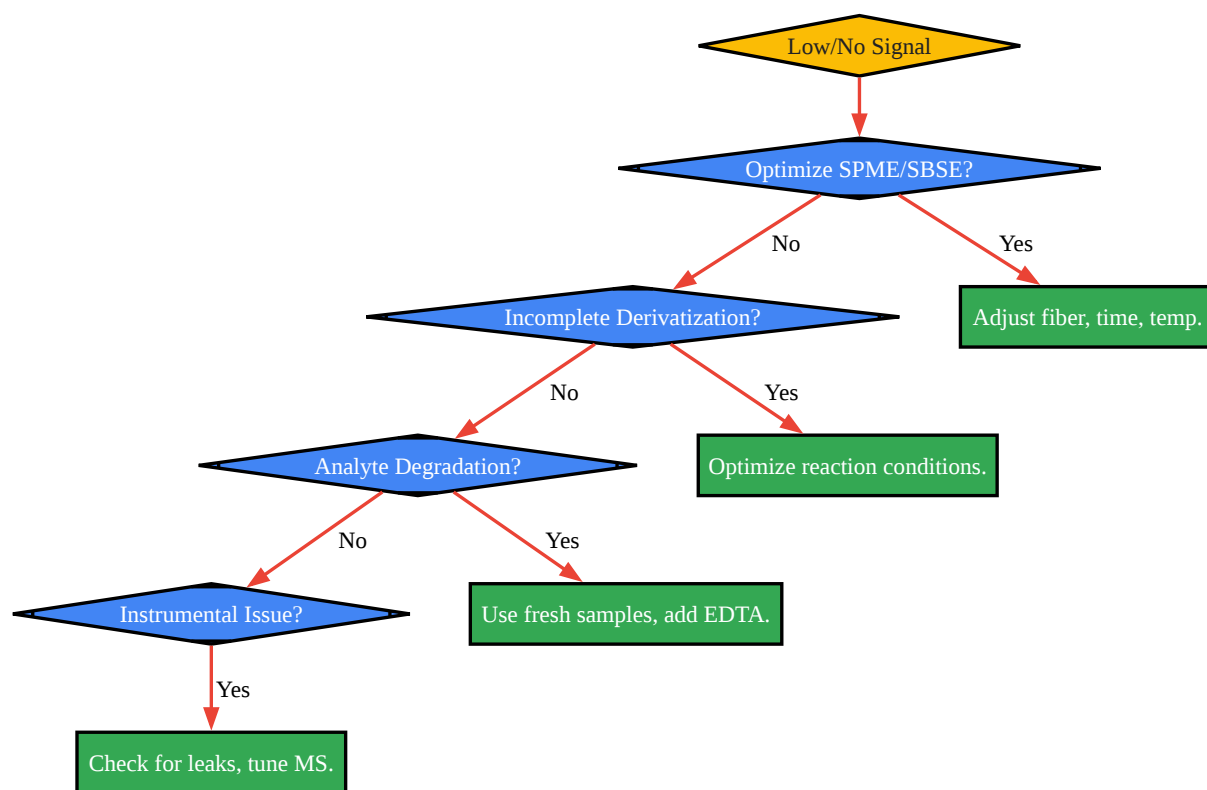 Low/No Signal
Optimize SPME/SBSE?
No
Yes
Incomplete Derivatization?
Adjust fiber, time, temp.
No
Yes
Analyte Degradation?
Optimize reaction conditions.
No
Yes
Instrumental Issue?
Use fresh samples, add EDTA.
Yes
Check for leaks, tune MS.